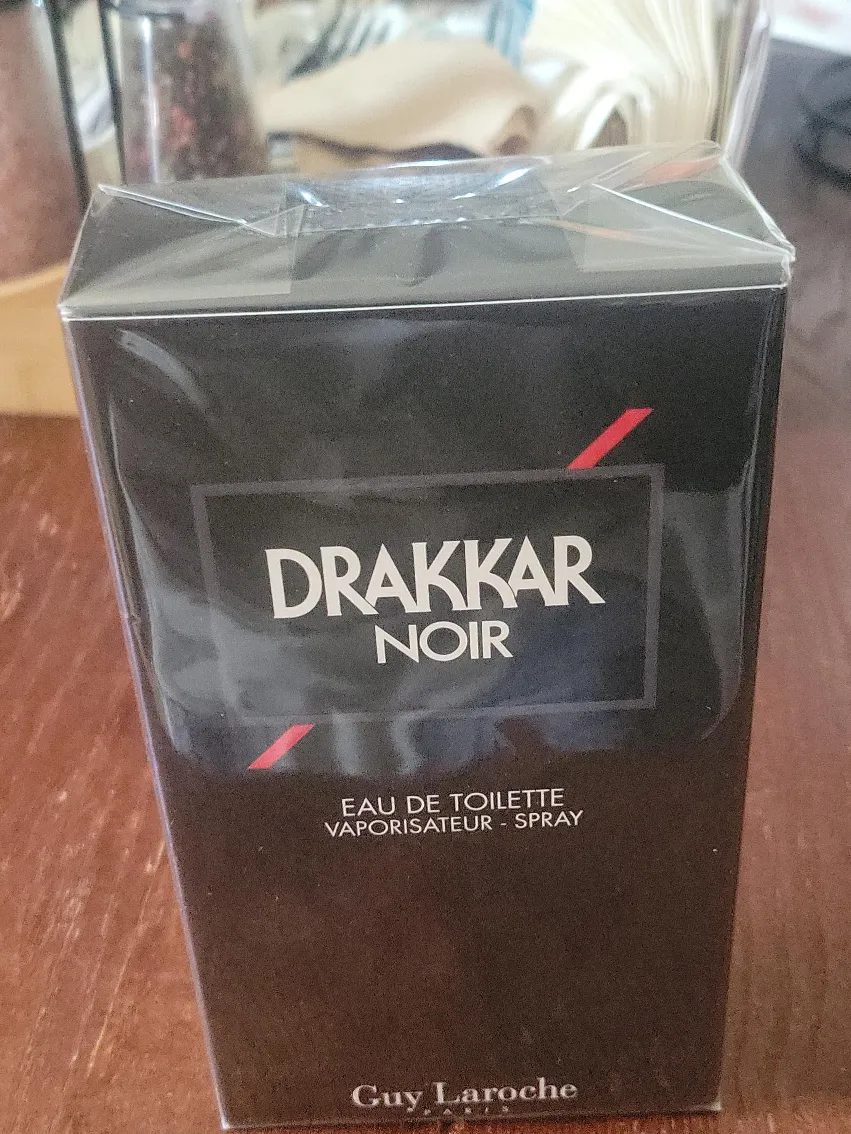 DRAKKAR
NOIR
EAU DE TOILETTE
VAPORISATEUR - SPRAY
Guy Laroche
PARIS